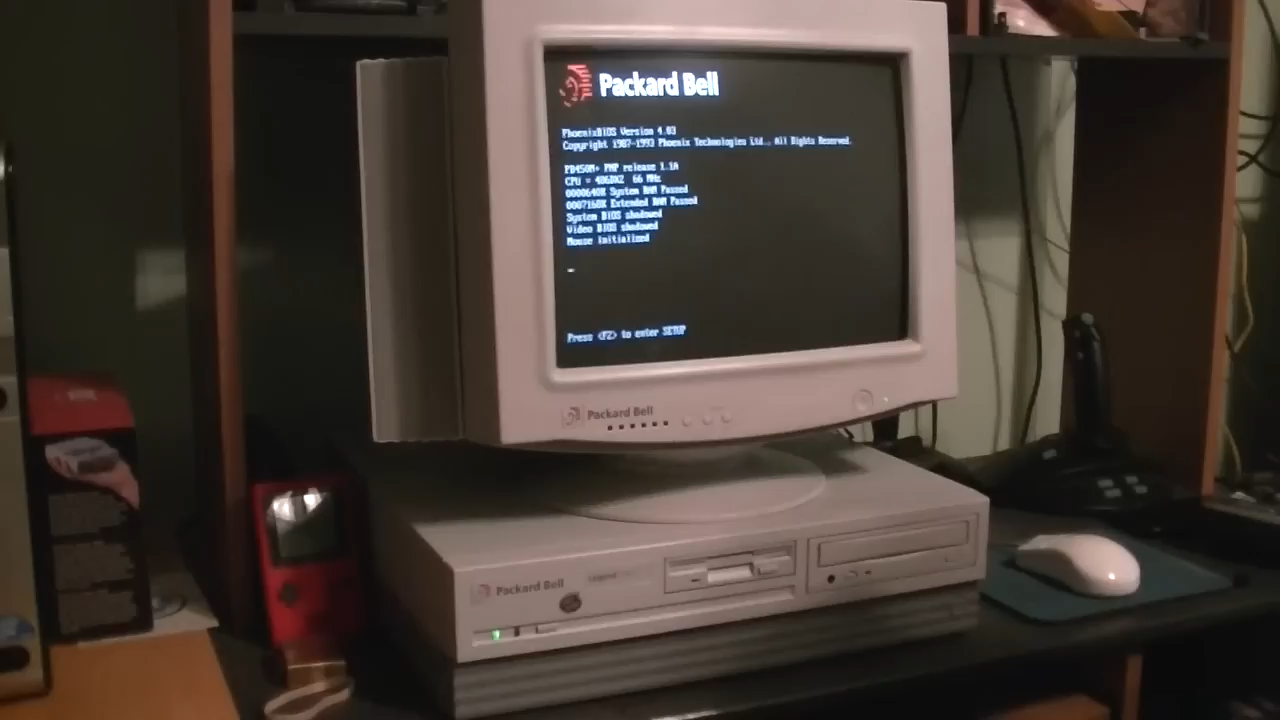 Packard Bell
PhoenixBIOS Version 4.03
Copyright 1987-1993 Phoenix Technologies Ltd., All Rights Reserved.
PB450M+ PNP release 1.1A
CPU = 486DX2 66 MHz
0000640K System RAM Passed
0007168K Extended RAM Passed
System BIOS shadowed
Video BIOS shadowed
Mouse initialized
Press <F2> to enter SETUP
Packard Bell
Packard Bell
Legend